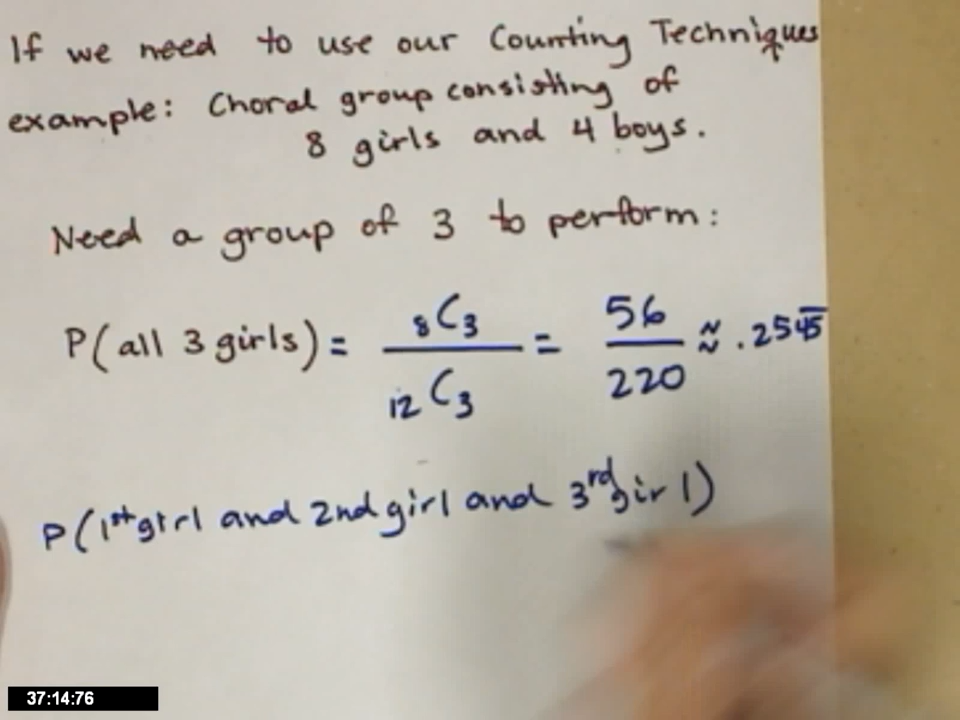 If we need to use our Counting Techniques
example: Choral group consisting of
8 girls and 4 boys.
Need a group of 3 to perform:
P(all 3 girls) = ₈C₃ / ₁₂C₃ = 56 / 220 ≈ .254̅5̅
P(1ˢᵗ girl and 2nd girl and 3ʳᵈ girl)
37:14:76